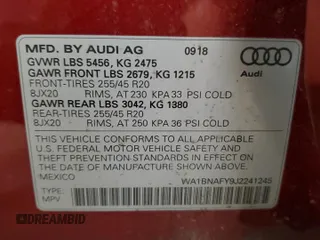 MFD. BY AUDI AG 0918
GVWR LBS 5456, KG 2475
GAWR FRONT LBS 2679, KG 1215
FRONT-TIRES 255/45 R20
8JX20 RIMS, AT 230 KPA 33 PSI COLD
GAWR REAR LBS 3042, KG 1380
REAR-TIRES 255/45 R20
8JX20 RIMS, AT 250 KPA 36 PSI COLD
Audi
THIS VEHICLE CONFORMS TO ALL APPLICABLE
U.S. FEDERAL MOTOR VEHICLE SAFETY STANDARDS
IN EFFECT ON THE DATE OF MANUFACTURE SHOWN ABOVE.
MEXICO WA1BNAFY9J2241245
TYPE:
MPV
DREAMBID